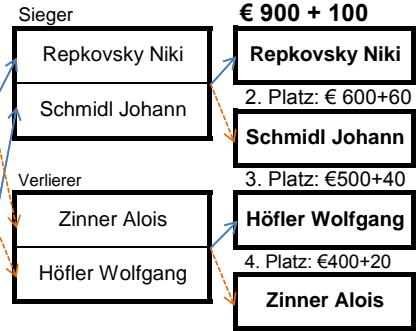 Sieger
€ 900 + 100
Repkovsky Niki
Repkovsky Niki
Schmidl Johann
2. Platz: € 600+60
Schmidl Johann
Verlierer
3. Platz: €500+40
Zinner Alois
Höfler Wolfgang
Höfler Wolfgang
4. Platz: €400+20
Zinner Alois